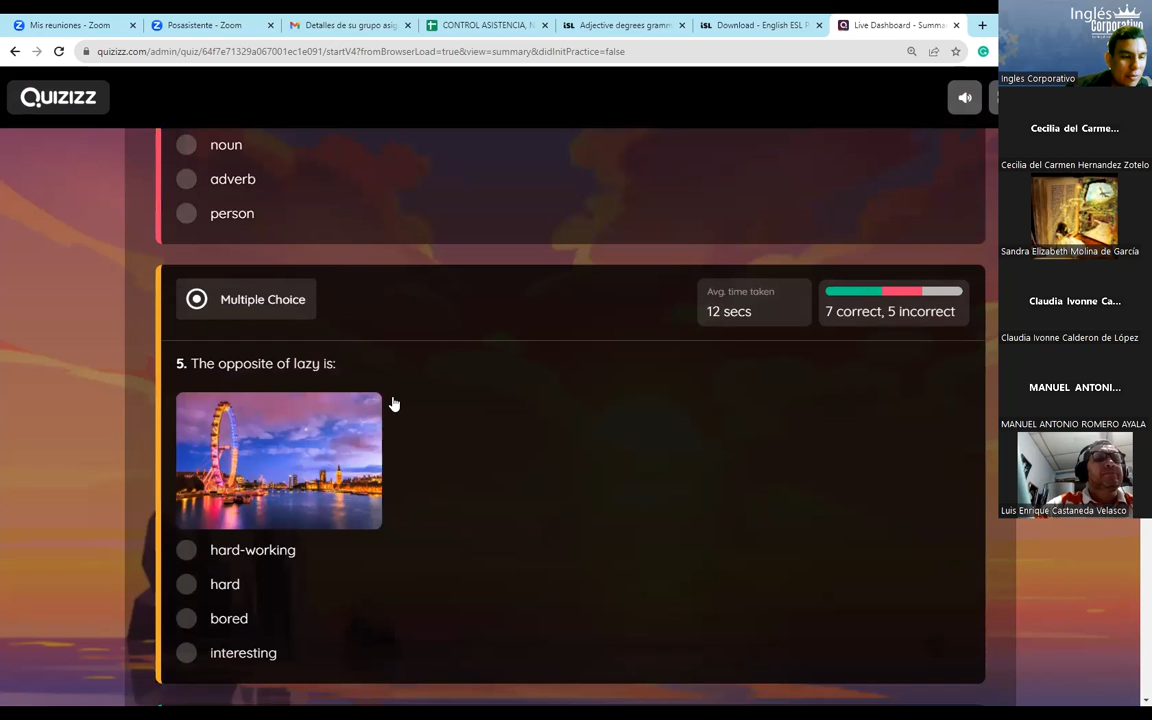 Mis reuniones - Zoom
Posasistente - Zoom
Detalles de su grupo asig
CONTROL ASISTENCIA, N
Adjective degrees gramm
Download - English ESL P
Live Dashboard - Summa
quizizz.com/admin/quiz/64f7e71329a067001ec1e091/startV4?fromBrowserLoad=true&view=summary&didInitPractice=false
QUIZIZZ
noun
adverb
person
Multiple Choice
Avg. time taken
12 secs
7 correct, 5 incorrect
5. The opposite of lazy is:
hard-working
hard
bored
interesting
Inglés
Corporativo
Ingles Corporativo
Cecilia del Carme...
Cecilia del Carmen Hernandez Zotelo
Sandra Elizabeth Molina de García
Claudia Ivonne Ca...
Claudia Ivonne Calderon de López
MANUEL ANTONI...
MANUEL ANTONIO ROMERO AYALA
Luis Enrique Castaneda Velasco